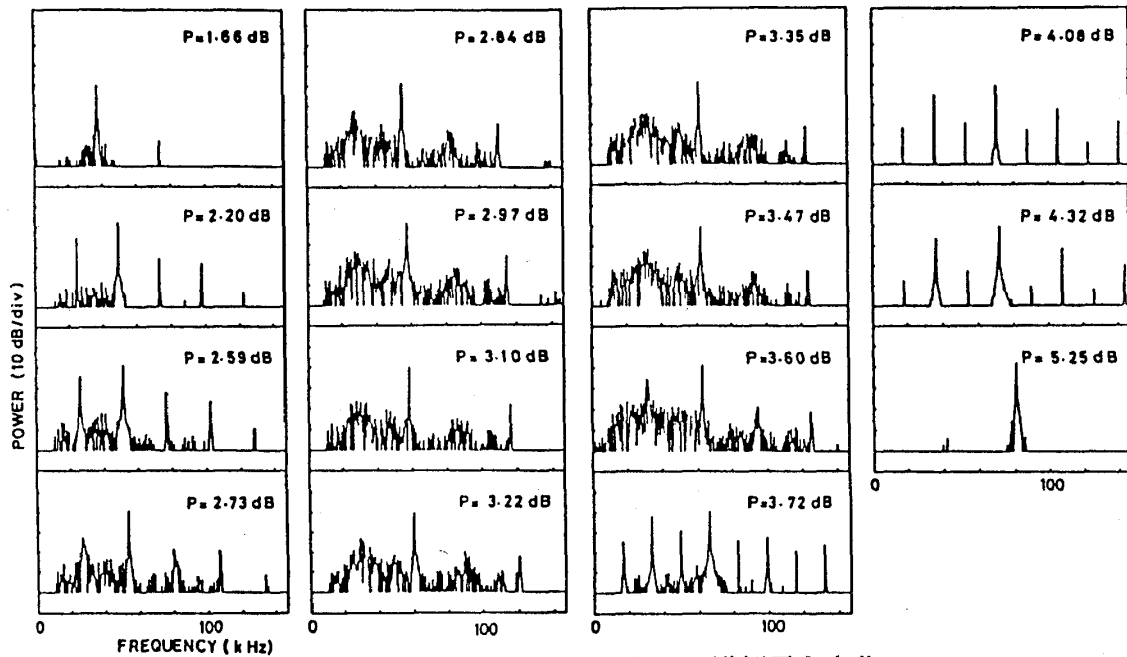 P=1.66 dB
P=2.20 dB
P=2.59 dB
P=2.73 dB
P=2.84 dB
P=2.97 dB
P=3.10 dB
P=3.22 dB
P=3.35 dB
P=3.47 dB
P=3.60 dB
P=3.72 dB
P=4.08 dB
P=4.32 dB
P=5.25 dB
POWER (10 dB/div)
0 100
0 100
0 100
0 100
FREQUENCY (kHz)